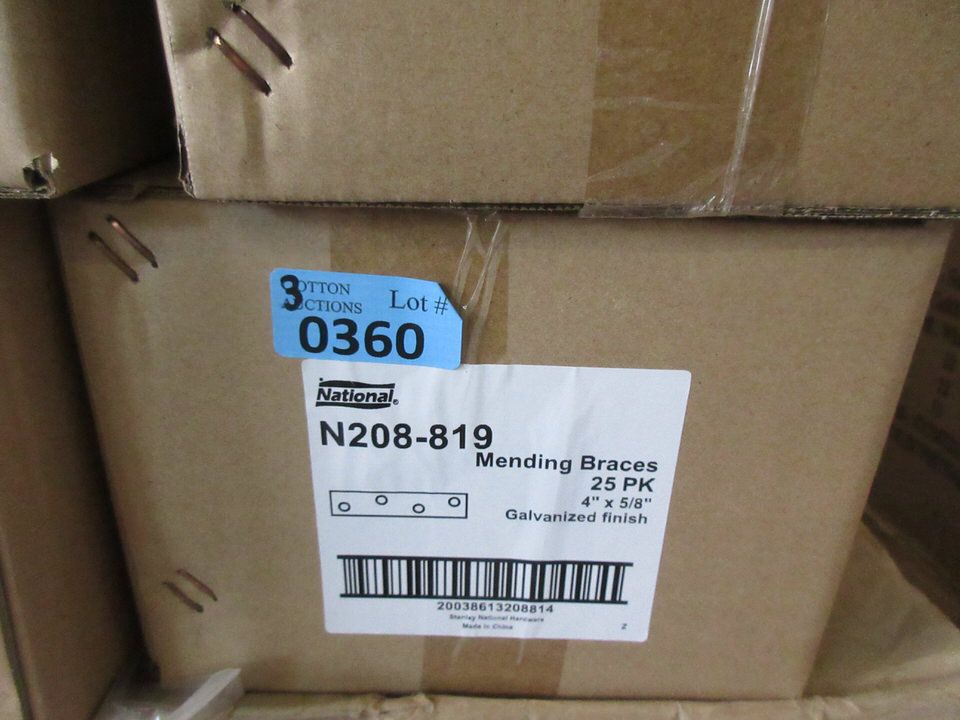 3
OTTON
CTIONS
Lot #
0360
National®
N208-819
Mending Braces
25 PK
4" x 5/8"
Galvanized finish
20038613208814
Stanley National Hardware
Made in China
Z